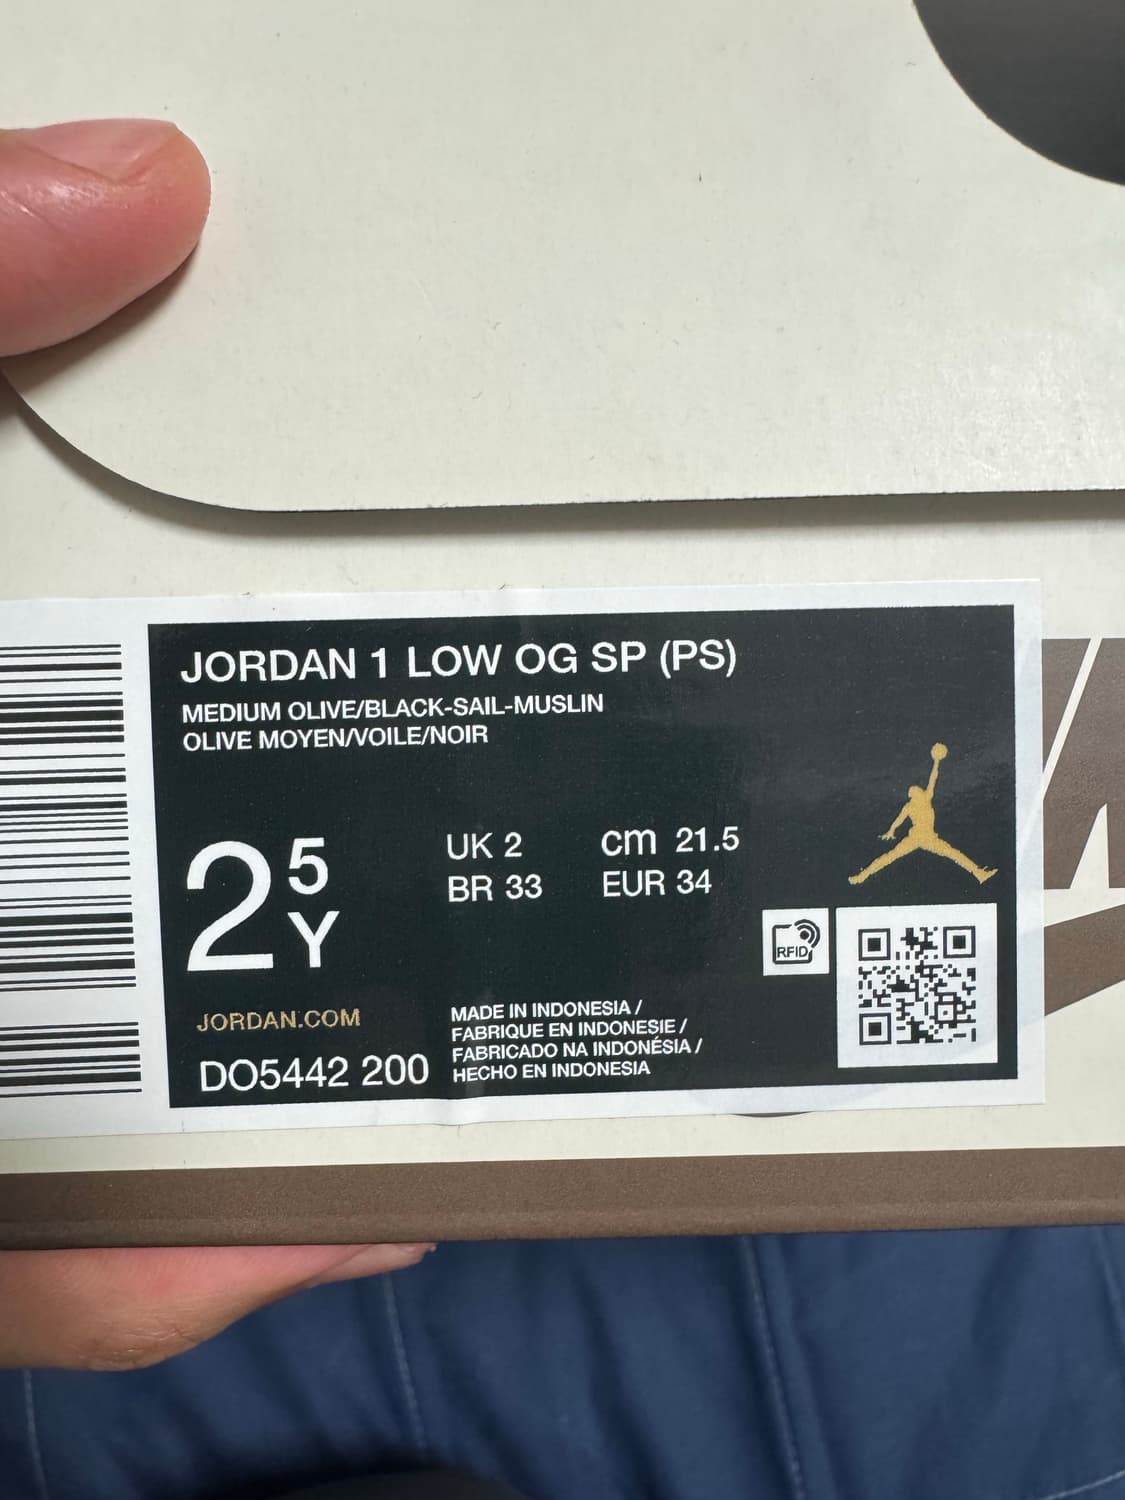 JORDAN 1 LOW OG SP (PS)
MEDIUM OLIVE/BLACK-SAIL-MUSLIN
OLIVE MOYEN/VOILE/NOIR
2 5 Y
UK 2
BR 33
cm 21.5
EUR 34
RFID
JORDAN.COM
DO5442 200
MADE IN INDONESIA /
FABRIQUE EN INDONESIE /
FABRICADO NA INDONÉSIA /
HECHO EN INDONESIA